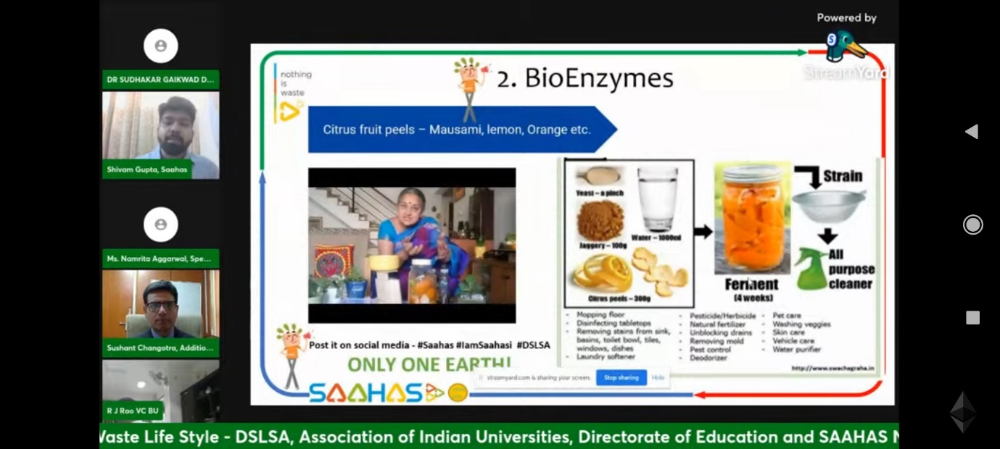 Powered by
StreamYard
DR SUDHAKAR GAIKWAD D...
Shivam Gupta, Saahas
Ms. Namrita Aggarwal, Spe...
Sushant Changotra, Additio...
R J Rao VC BU
nothing
is
waste
2. BioEnzymes
Citrus fruit peels – Mausami, lemon, Orange etc.
Yeast – a pinch
Water – 1000ml
Jaggery – 100g
Citrus peels – 300g
Ferment
(4 weeks)
Strain
All
purpose
cleaner
- Mopping floor
- Disinfecting tabletops
- Removing stains from sink,
basins, toilet bowl, tiles,
windows, dishes
- Laundry softener
- Pesticide/Herbicide
- Natural fertilizer
- Unblocking drains
- Removing mold
- Pest control
- Deodorizer
- Pet care
- Washing veggies
- Skin care
- Vehicle care
- Water purifier
http://www.swachagraha.in
Post it on social media - #Saahas #IamSaahasi #DSLSA
ONLY ONE EARTH!
streamyard.com is sharing your screen.
Stop sharing
Hide
SAAHAS
Waste Life Style - DSLSA, Association of Indian Universities, Directorate of Education and SAAHAS